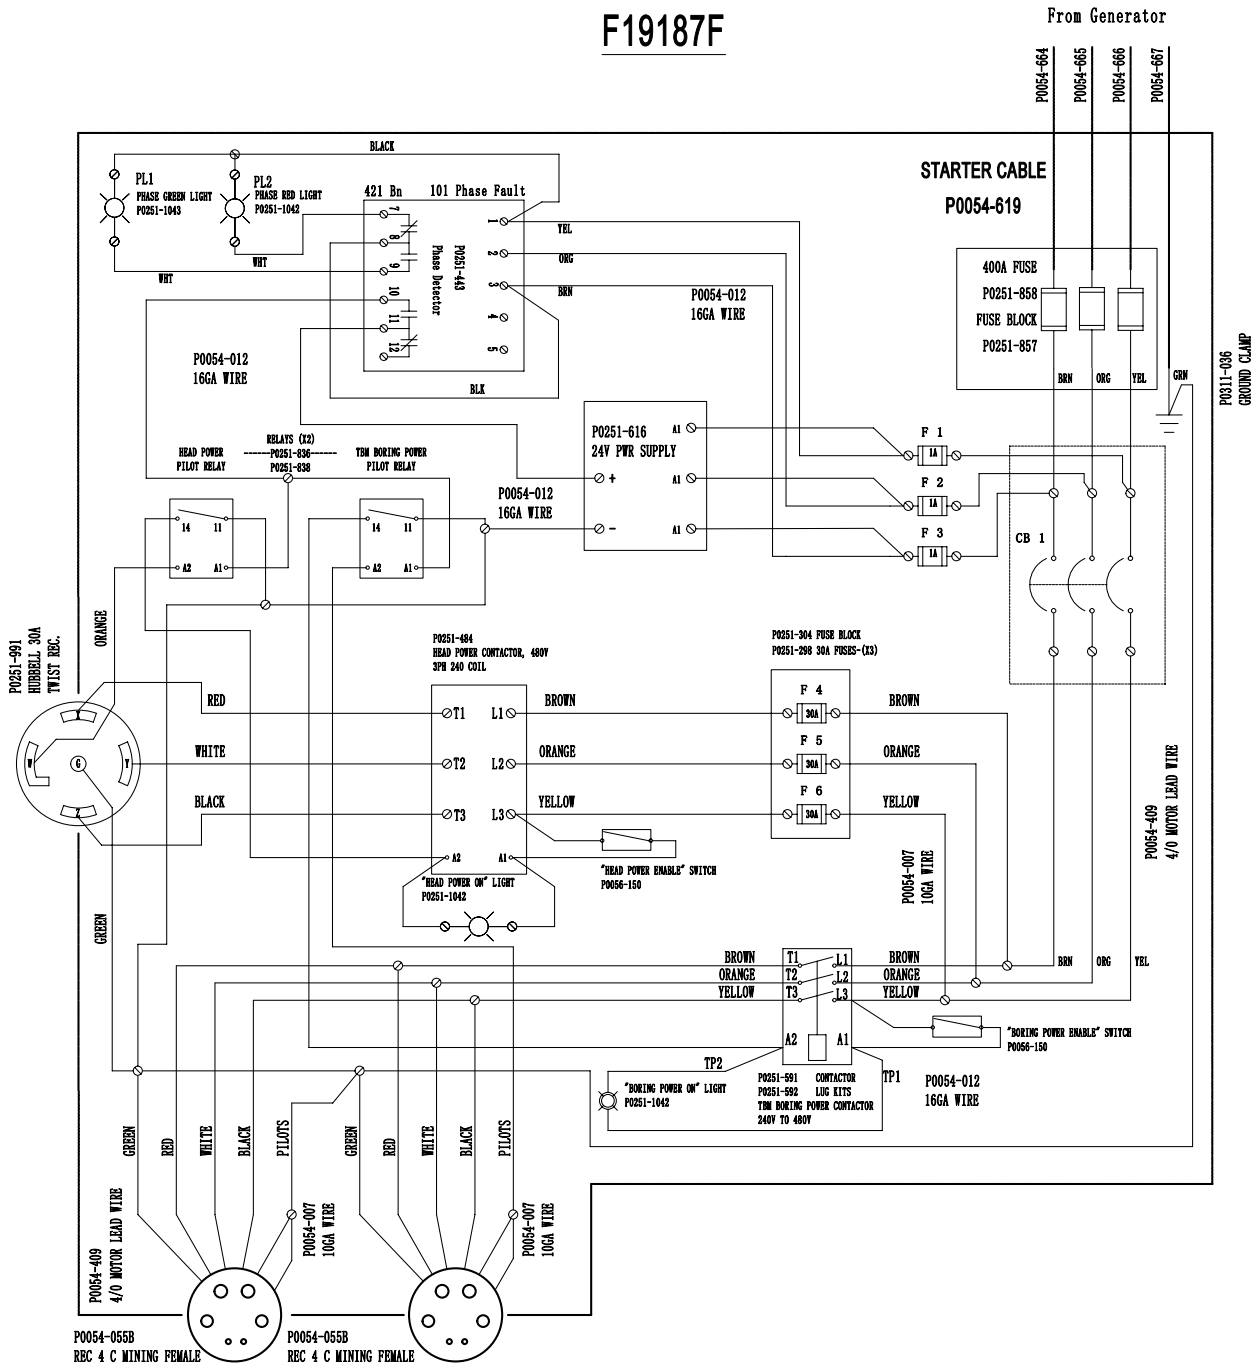 F19187F
From Generator
P0054-664
P0054-665
P0054-666
P0054-667
STARTER CABLE
P0054-619
BLACK
PL1
PHASE GREEN LIGHT
P0251-1043
PL2
PHASE RED LIGHT
P0251-1042
WHT
WHT
421 Bn
101 Phase Fault
7
8
9
10
11
12
1
2
3
4
5
P0251-443
Phase Detector
YEL
ORG
BRN
BLK
P0054-012
16GA WIRE
P0054-012
16GA WIRE
400A FUSE
P0251-858
FUSE BLOCK
P0251-857
BRN
ORG
YEL
GRN
P0311-036
GROUND CLAMP
HEAD POWER
PILOT RELAY
RELAYS (X2)
------P0251-836------
P0251-838
TBM BORING POWER
PILOT RELAY
14
11
A2
A1
14
11
A2
A1
P0054-012
16GA WIRE
P0251-616
24V PWR SUPPLY
+
-
A1
A1
A1
F 1
1A
F 2
1A
F 3
1A
CB 1
P0251-991
HUBBELL 30A
TWIST REC.
ORANGE
X
W
G
Y
Z
RED
WHITE
BLACK
GREEN
P0251-484
HEAD POWER CONTACTOR, 480V
3PH 240 COIL
T1
L1
T2
L2
T3
L3
A2
A1
BROWN
ORANGE
YELLOW
"HEAD POWER ON" LIGHT
P0251-1042
"HEAD POWER ENABLE" SWITCH
P0056-150
P0251-304 FUSE BLOCK
P0251-298 30A FUSES-(X3)
F 4
30A
F 5
30A
F 6
30A
BROWN
ORANGE
YELLOW
P0054-007
10GA WIRE
P0054-409
4/0 MOTOR LEAD WIRE
BROWN
ORANGE
YELLOW
T1
L1
T2
L2
T3
L3
A2
A1
BROWN
ORANGE
YELLOW
BRN
ORG
YEL
"BORING POWER ENABLE" SWITCH
P0056-150
TP2
TP1
"BORING POWER ON" LIGHT
P0251-1042
P0251-591 CONTACTOR
P0251-592 LUG KITS
TBM BORING POWER CONTACTOR
240V TO 480V
P0054-012
16GA WIRE
GREEN
RED
WHITE
BLACK
PILOTS
GREEN
RED
WHITE
BLACK
PILOTS
P0054-409
4/0 MOTOR LEAD WIRE
P0054-007
10GA WIRE
P0054-007
10GA WIRE
P0054-055B
REC 4 C MINING FEMALE
P0054-055B
REC 4 C MINING FEMALE